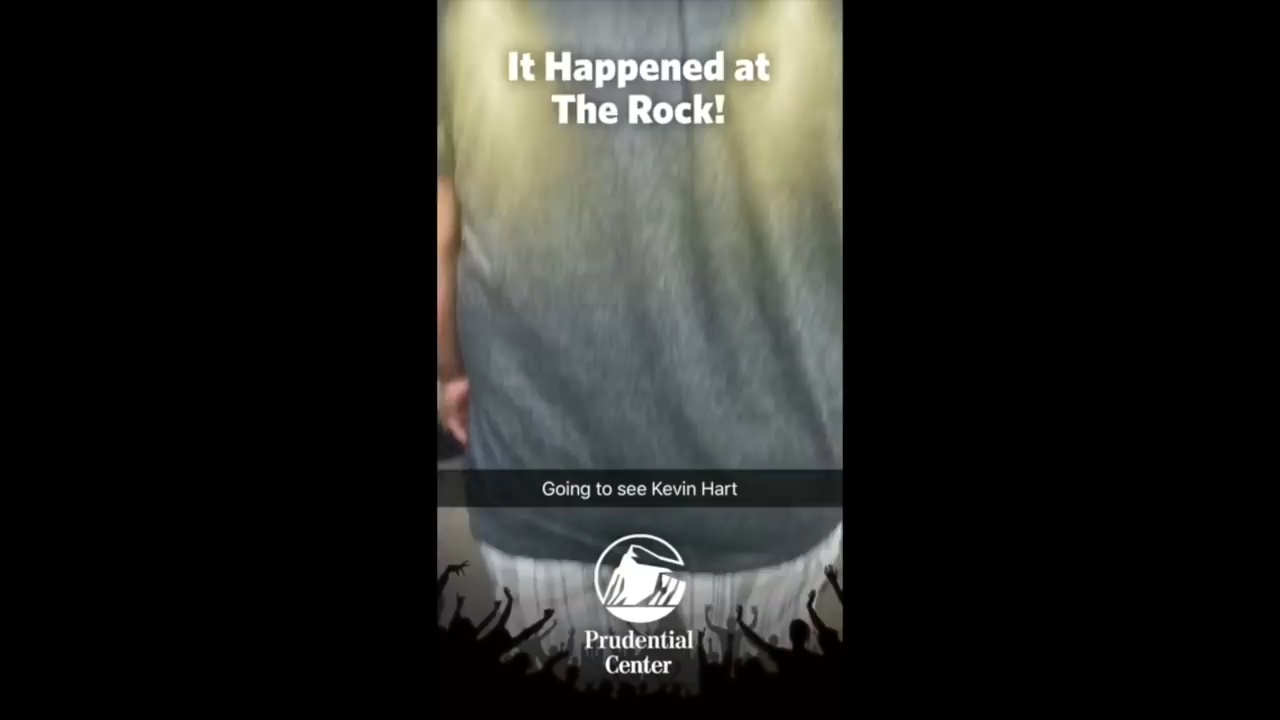 It Happened at
The Rock!
Going to see Kevin Hart
Prudential
Center